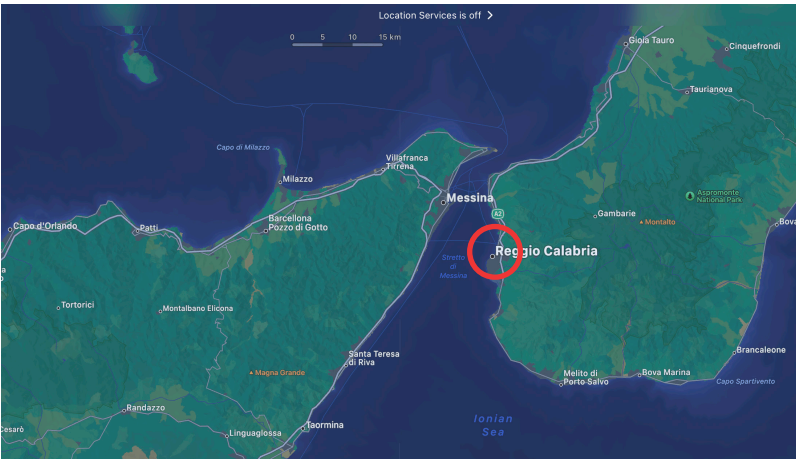 Location Services is off
0 5 10 15 km
Gioia Tauro
Cinquefrondi
Taurianova
Capo di Milazzo
Villafranca
Tirrena
Milazzo
Messina
Aspromonte
National Park
A2
Gambarie
Montalto
Capo d'Orlando
Patti
Barcellona
Pozzo di Gotto
Bova
Reggio Calabria
Stretto
di
Messina
a
o
Tortorici
Montalbano Elicona
Santa Teresa
di Riva
Brancaleone
Magna Grande
Melito di
Porto Salvo
Bova Marina
Capo Spartivento
Randazzo
Ionian
Sea
Cesarò
Linguaglossa
Taormina